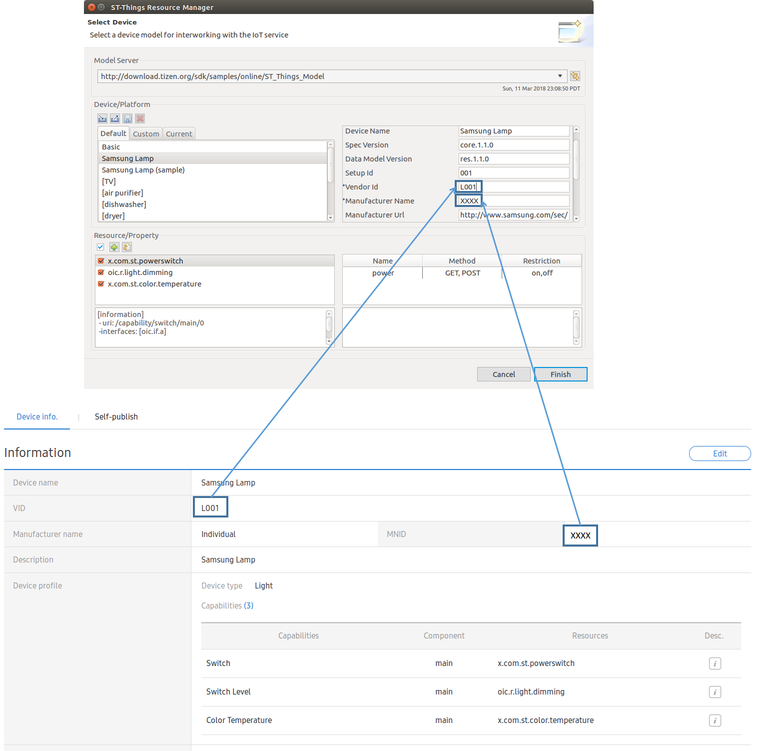 ST-Things Resource Manager
Select Device
Select a device model for interworking with the IoT service
Model Server
http://download.tizen.org/sdk/samples/online/ST_Things_Model
Sun, 11 Mar 2018 23:08:50 PDT
Device/Platform
Default Custom Current
Basic
Samsung Lamp
Samsung Lamp (sample)
[TV]
[air purifier]
[dishwasher]
[dryer]
Device Name Samsung Lamp
Spec Version core.1.1.0
Data Model Version res.1.1.0
Setup Id 001
*Vendor Id L001
*Manufacturer Name XXXX
Manufacturer Url http://www.samsung.com/sec/
Resource/Property
x.com.st.powerswitch
oic.r.light.dimming
x.com.st.color.temperature
Name Method Restriction
power GET, POST on,off
[information]
- uri: /capability/switch/main/0
-interfaces: [oic.if.a]
Cancel Finish
Device info. | Self-publish
Information Edit
Device name Samsung Lamp
VID L001
Manufacturer name Individual MNID XXXX
Description Samsung Lamp
Device profile Device type Light
Capabilities (3)
Capabilities Component Resources Desc.
Switch main x.com.st.powerswitch i
Switch Level main oic.r.light.dimming i
Color Temperature main x.com.st.color.temperature i